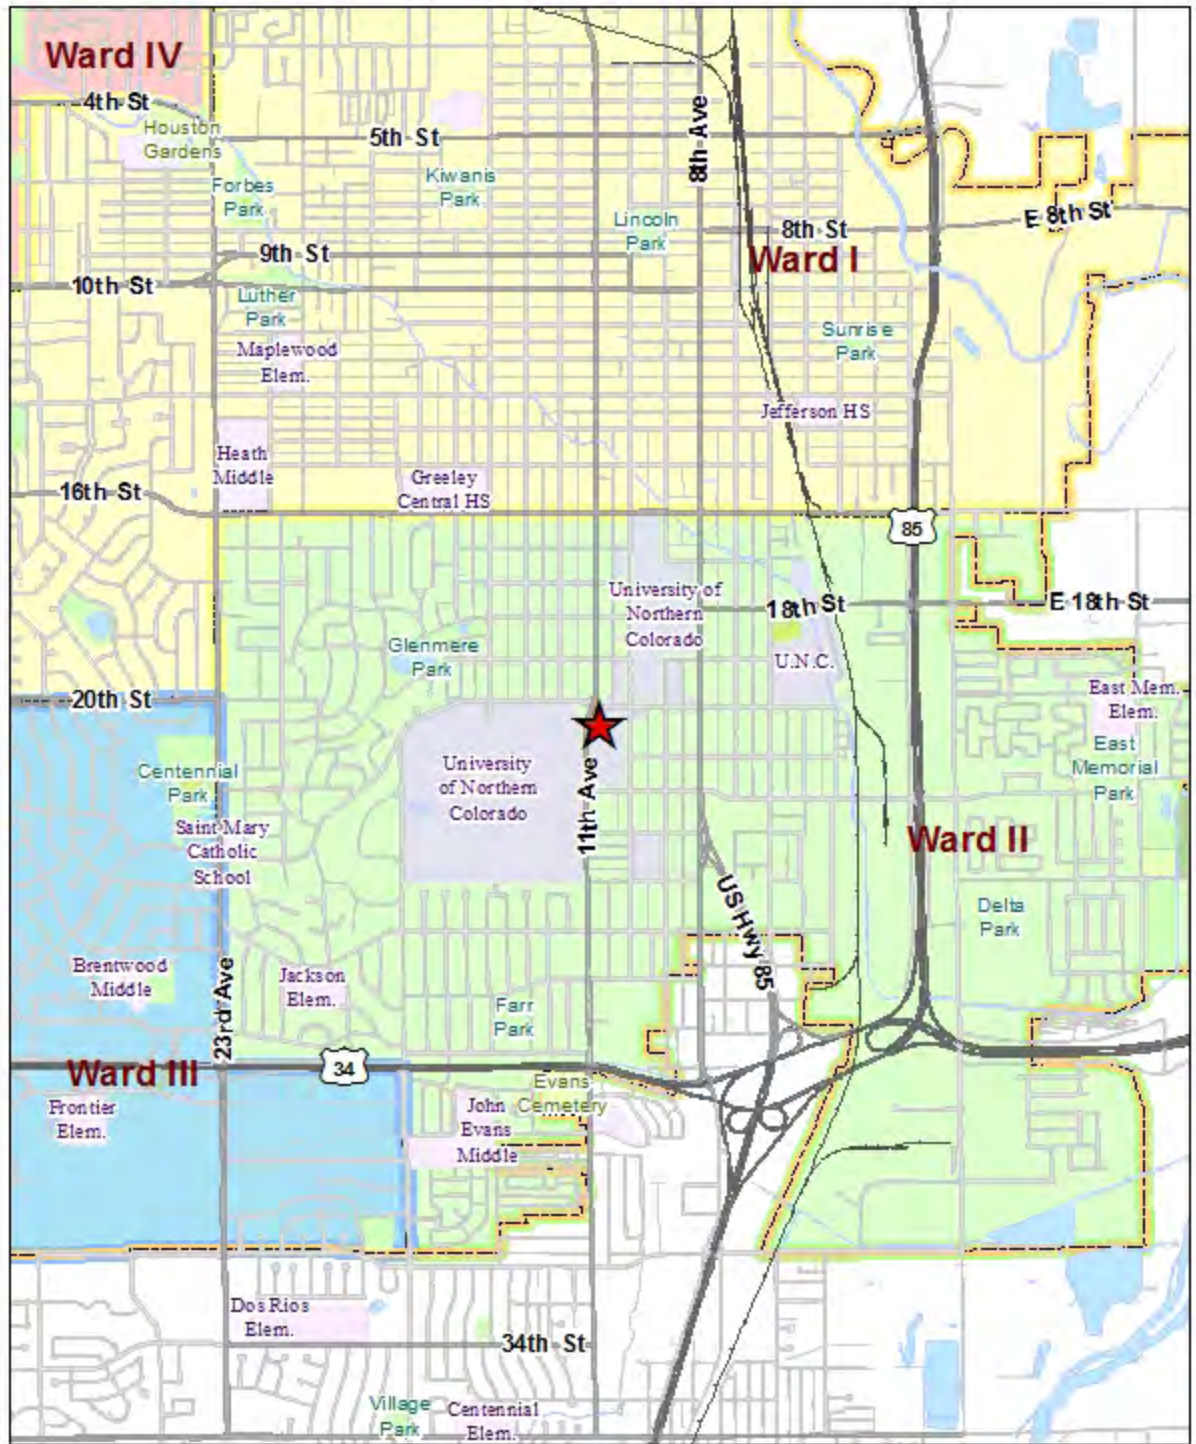 Ward IV
4th St
Houston
Gardens
5th St
8th Ave
Forbes
Park
Kiwanis
Park
Lincoln
Park
8th St
E 8th St
9th St
Ward I
10th St
Luther
Park
Sunrise
Park
Maplewood
Elem.
Jefferson HS
Heath
Middle
Greeley
Central HS
16th St
85
University of
Northern
Colorado
18th St
E 18th St
Glenmere
Park
U.N.C.
20th St
East Mem.
Elem.
East
Memorial
Park
Centennial
Park
University
of Northern
Colorado
11th Ave
Saint Mary
Catholic
School
Ward II
US Hwy 85
Delta
Park
Brentwood
Middle
23rd Ave
Jackson
Elem.
Farr
Park
Ward III
34
Evans
Cemetery
Frontier
Elem.
John
Evans
Middle
Dos Rios
Elem.
34th St
Village
Park
Centennial
Elem.